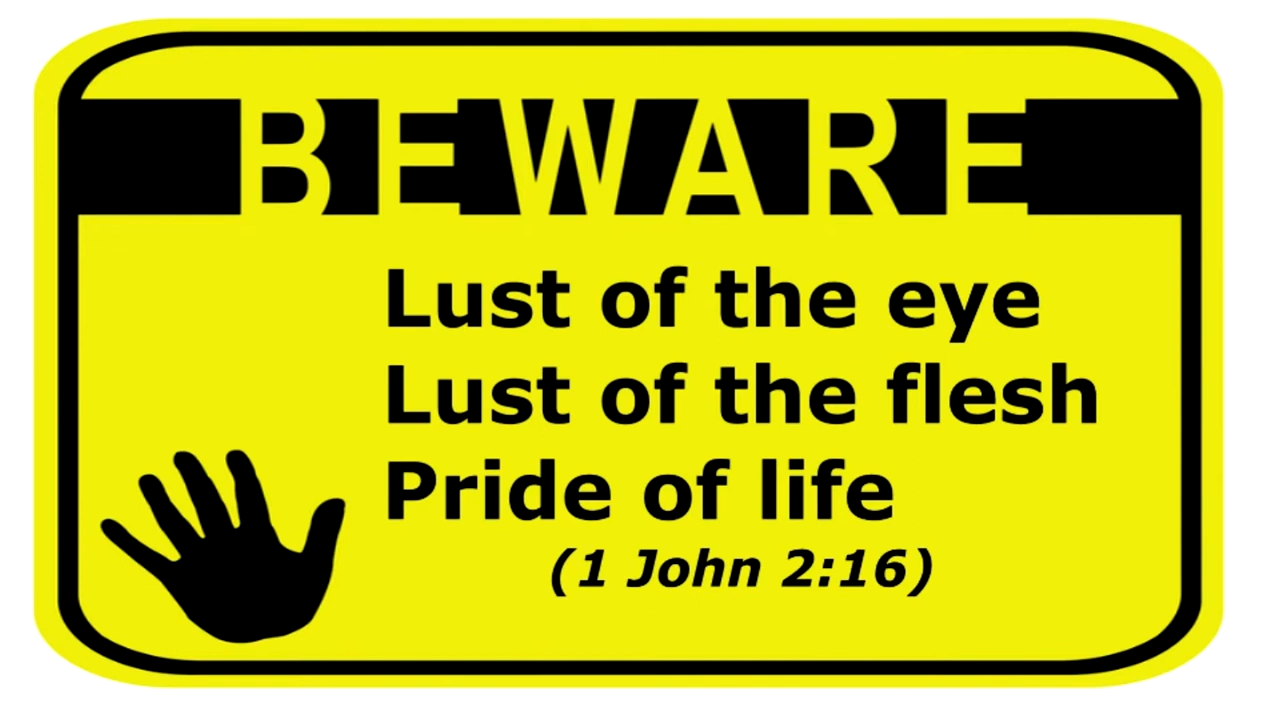 BEWARE
Lust of the eye
Lust of the flesh
Pride of life
(1 John 2:16)